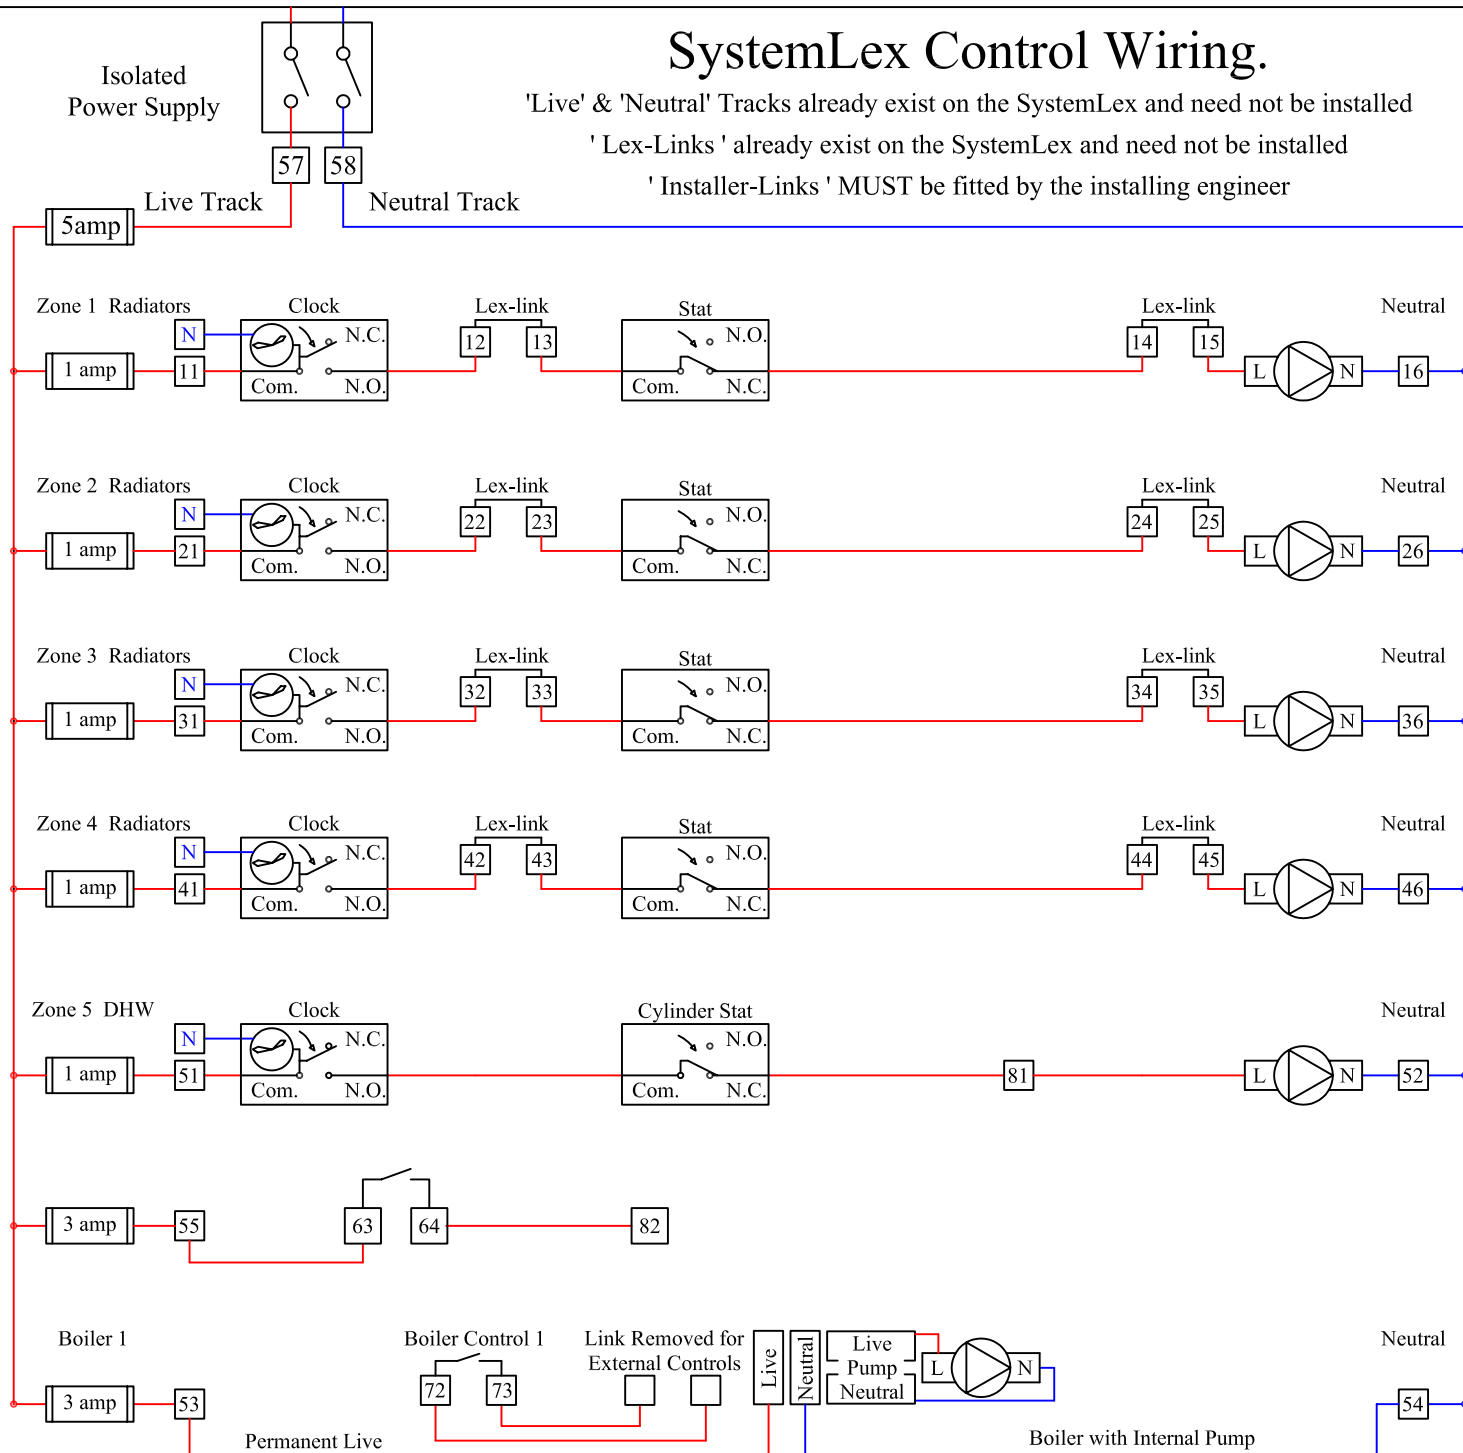 SystemLex Control Wiring.
Isolated
Power Supply
'Live' & 'Neutral' Tracks already exist on the SystemLex and need not be installed
' Lex-Links ' already exist on the SystemLex and need not be installed
' Installer-Links ' MUST be fitted by the installing engineer
57 58
Live Track Neutral Track
5amp
Zone 1 Radiators Clock Lex-link Stat Lex-link Neutral
N N.C. 12 13 N.O. 14 15
1 amp 11 Com. N.O. Com. N.C. L N 16
Zone 2 Radiators Clock Lex-link Stat Lex-link Neutral
N N.C. 22 23 N.O. 24 25
1 amp 21 Com. N.O. Com. N.C. L N 26
Zone 3 Radiators Clock Lex-link Stat Lex-link Neutral
N N.C. 32 33 N.O. 34 35
1 amp 31 Com. N.O. Com. N.C. L N 36
Zone 4 Radiators Clock Lex-link Stat Lex-link Neutral
N N.C. 42 43 N.O. 44 45
1 amp 41 Com. N.O. Com. N.C. L N 46
Zone 5 DHW Clock Cylinder Stat Neutral
N N.C. N.O.
1 amp 51 Com. N.O. Com. N.C. 81 L N 52
3 amp 55 63 64 82
Boiler 1 Boiler Control 1 Link Removed for Live Neutral Live Neutral
External Controls Pump L N
3 amp 53 72 73 Neutral 54
Permanent Live Boiler with Internal Pump